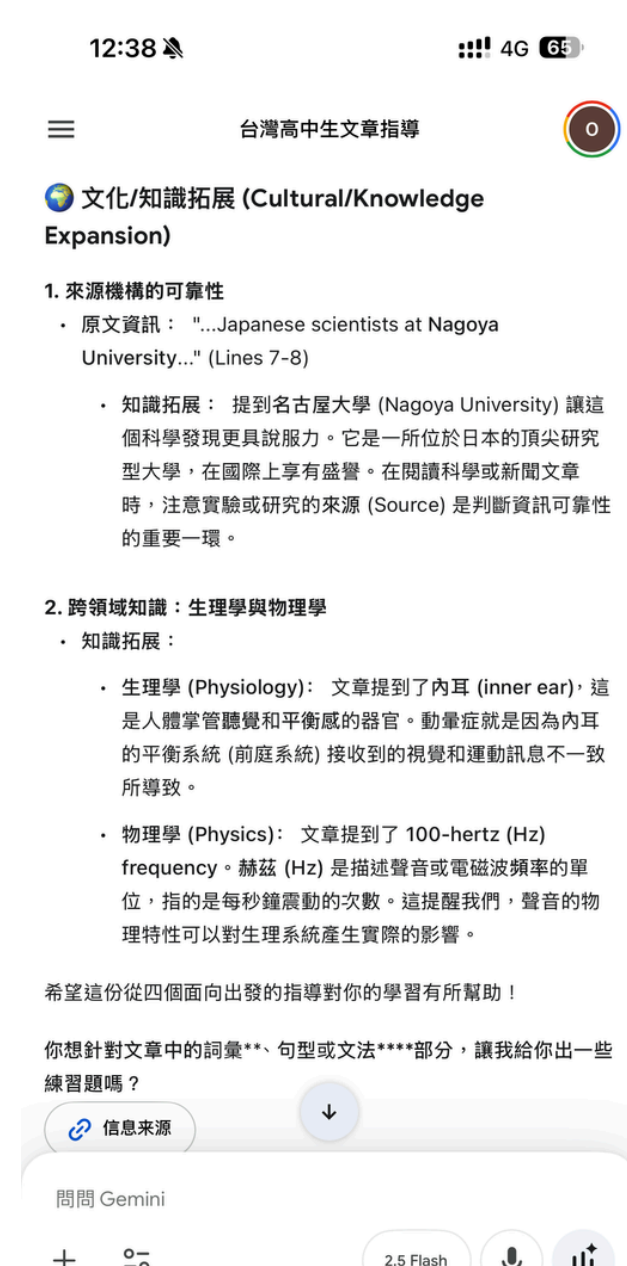 12:38
4G 65
台灣高中生文章指導
O
文化/知識拓展 (Cultural/Knowledge
Expansion)
1. 來源機構的可靠性
• 原文資訊： "...Japanese scientists at Nagoya
University..." (Lines 7-8)
• 知識拓展： 提到名古屋大學 (Nagoya University) 讓這
個科學發現更具說服力。它是一所位於日本的頂尖研究
型大學，在國際上享有盛譽。在閱讀科學或新聞文章
時，注意實驗或研究的來源 (Source) 是判斷資訊可靠性
的重要一環。
2. 跨領域知識：生理學與物理學
• 知識拓展：
• 生理學 (Physiology)： 文章提到了內耳 (inner ear)，這
是人體掌管聽覺和平衡感的器官。動暈症就是因為內耳
的平衡系統 (前庭系統) 接收到的視覺和運動訊息不一致
所導致。
• 物理學 (Physics)： 文章提到了 100-hertz (Hz)
frequency。赫茲 (Hz) 是描述聲音或電磁波頻率的單
位，指的是每秒鐘震動的次數。這提醒我們，聲音的物
理特性可以對生理系統產生實際的影響。
希望這份從四個面向出發的指導對你的學習有所幫助！
你想針對文章中的詞彙**、句型或文法****部分，讓我給你出一些
練習題嗎？
信息来源
問問 Gemini
2.5 Flash